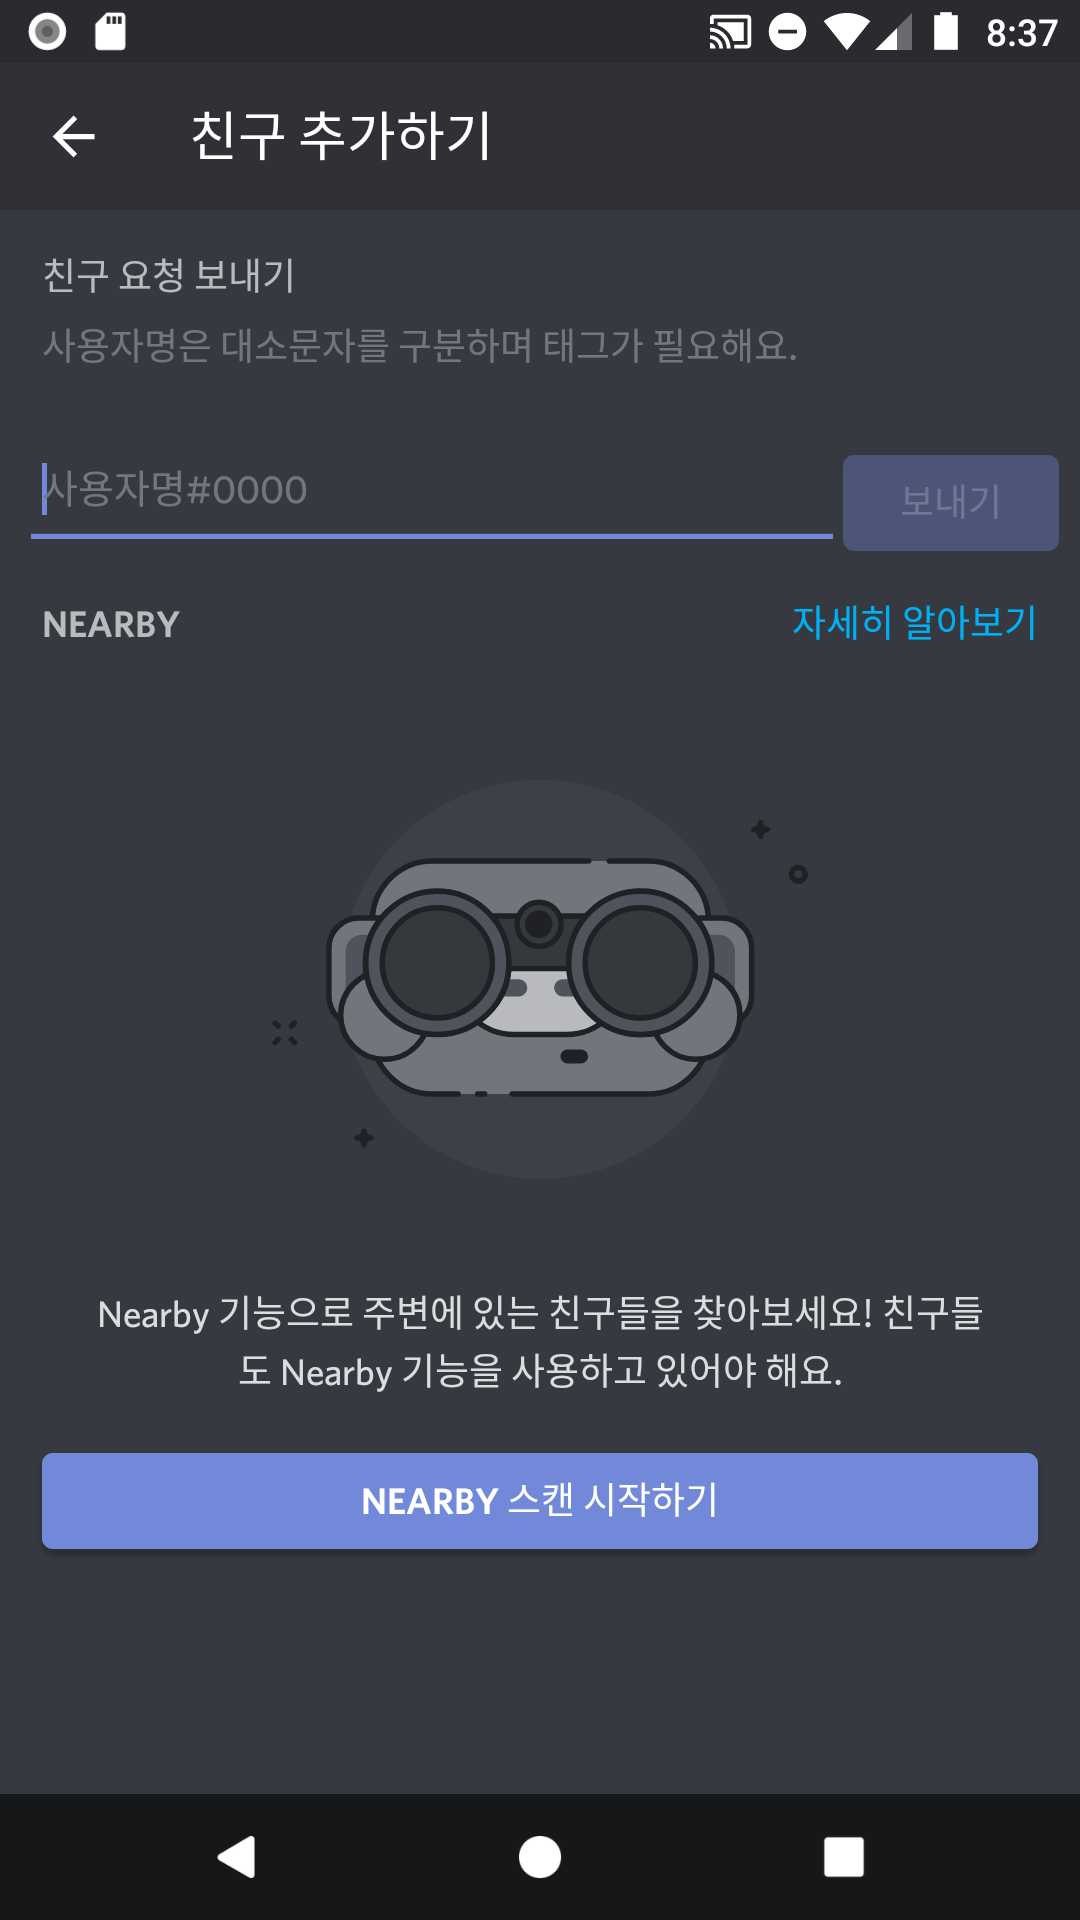 8:37
친구 추가하기
친구 요청 보내기
사용자명은 대소문자를 구분하며 태그가 필요해요.
사용자명#0000
보내기
NEARBY
자세히 알아보기
Nearby 기능으로 주변에 있는 친구들을 찾아보세요! 친구들
도 Nearby 기능을 사용하고 있어야 해요.
NEARBY 스캔 시작하기